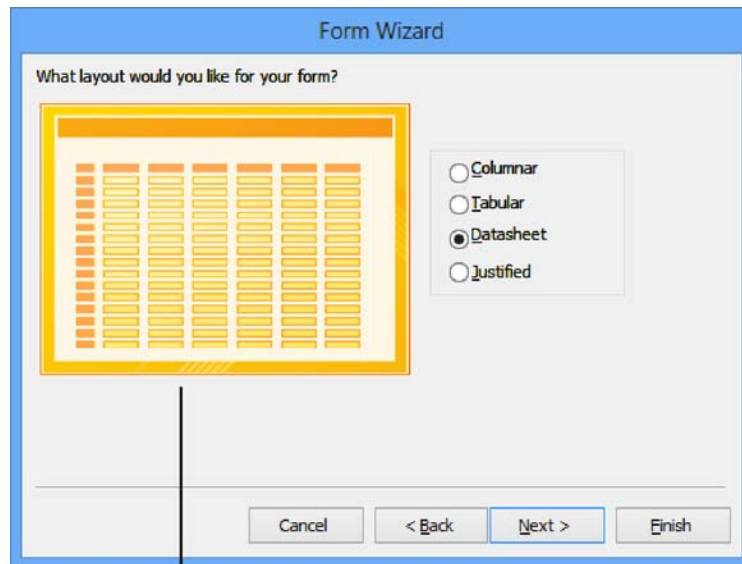 Form Wizard
What layout would you like for your form?
Columnar
Tabular
Datasheet
Justified
Cancel
< Back
Next >
Finish